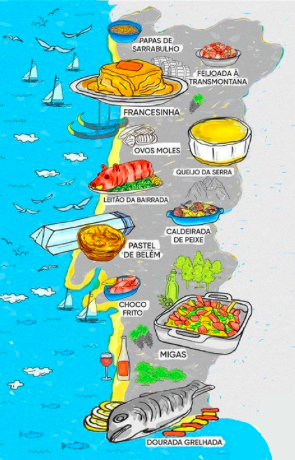 PAPAS DE
SARRABULHO
FEIJOADA À
TRANSMONTANA
FRANCESINHA
OVOS MOLES
QUEIJO DA SERRA
LEITÃO DA BAIRRADA
CALDEIRADA
DE PEIXE
PASTEL
DE BELÉM
CHOCO
FRITO
MIGAS
DOURADA GRELHADA